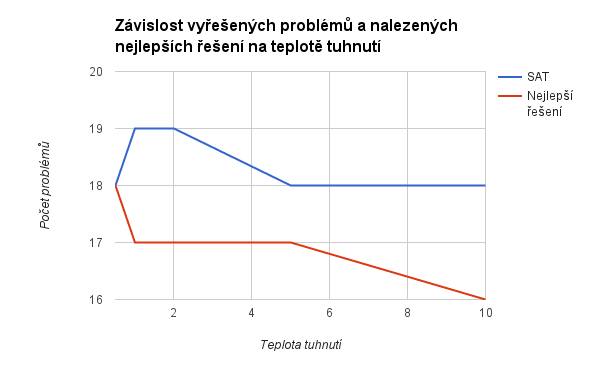 Závislost vyřešených problémů a nalezených
nejlepších řešení na teplotě tuhnutí
20
19
18
17
16
Počet problémů
2
4
6
8
10
Teplota tuhnutí
SAT
Nejlepší
řešení